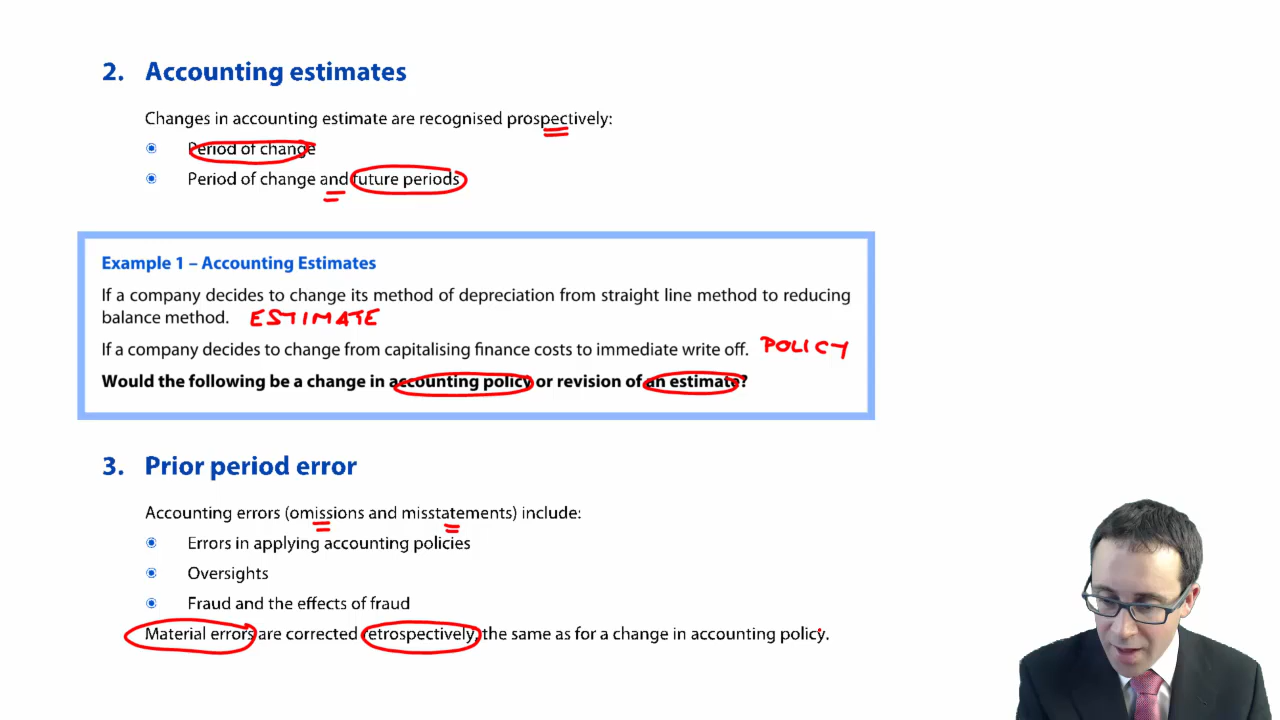 2. Accounting estimates
Changes in accounting estimate are recognised prospectively:
Period of change
Period of change and future periods
Example 1 – Accounting Estimates
If a company decides to change its method of depreciation from straight line method to reducing
balance method. ESTIMATE
If a company decides to change from capitalising finance costs to immediate write off. POLICY
Would the following be a change in accounting policy or revision of an estimate?
3. Prior period error
Accounting errors (omissions and misstatements) include:
Errors in applying accounting policies
Oversights
Fraud and the effects of fraud
Material errors are corrected retrospectively, the same as for a change in accounting policy.